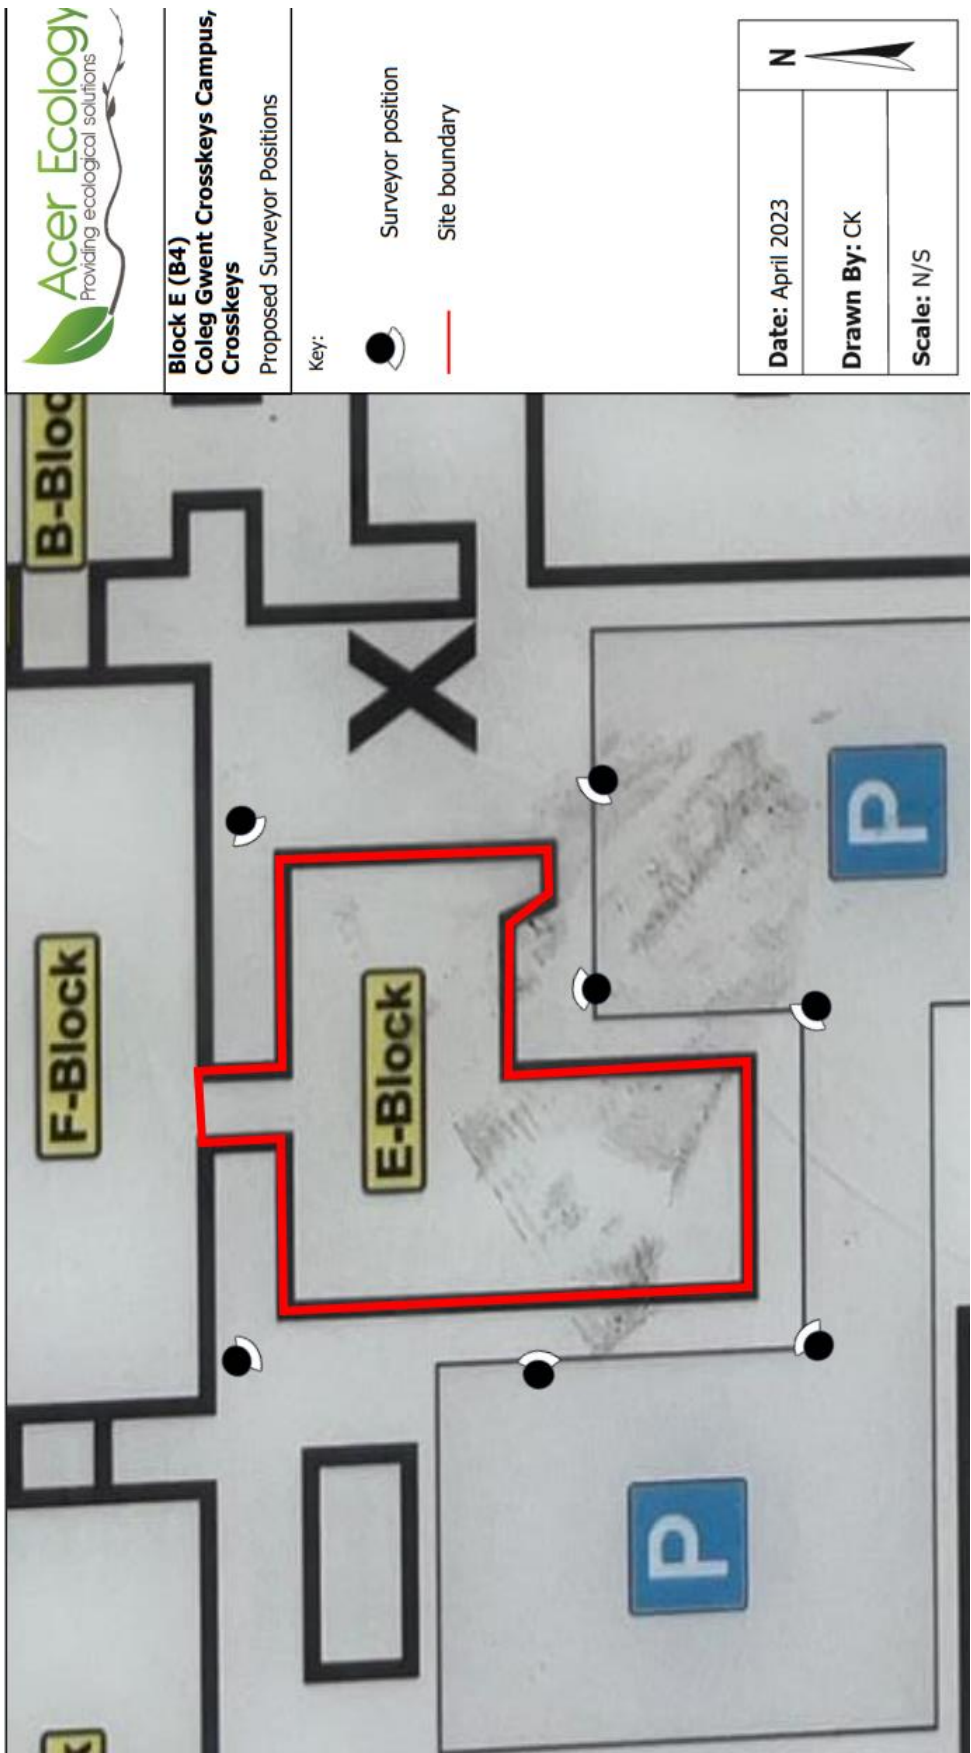 Acer Ecology
Providing ecological solutions
Block E (B4)
Coleg Gwent Crosskeys Campus,
Crosskeys
Proposed Surveyor Positions
Key:
Surveyor position
Site boundary
N
Date: April 2023
Drawn By: CK
Scale: N/S
B-Bloc
F-Block
E-Block
X
P
P
k